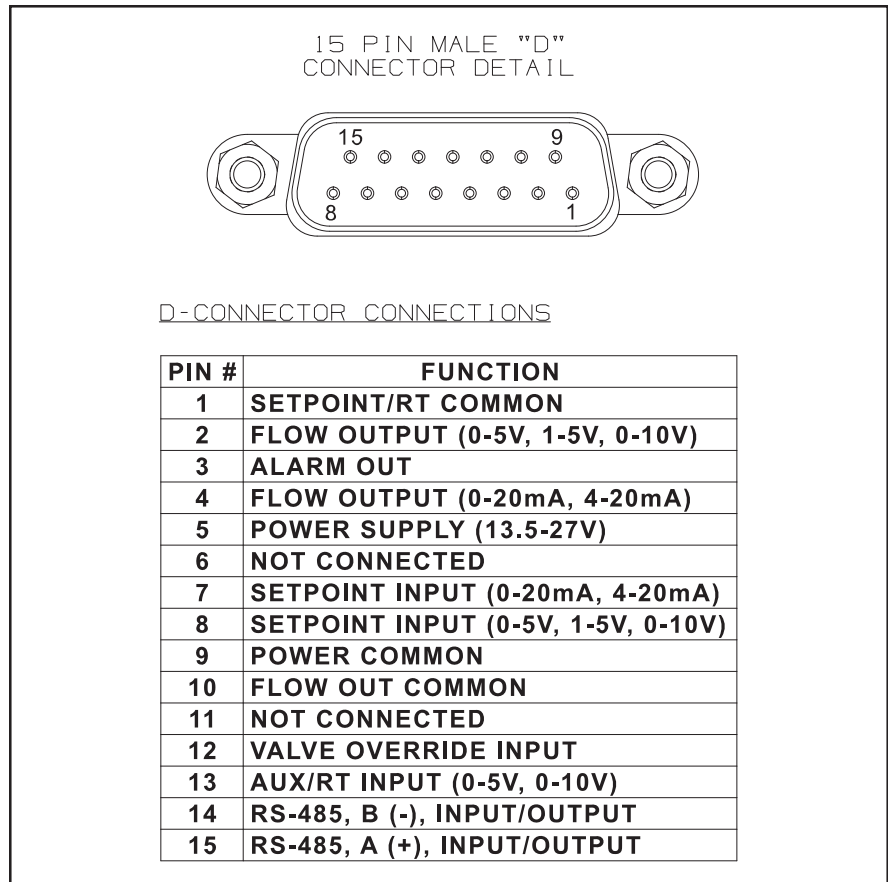 15 PIN MALE "D"
CONNECTOR DETAIL
15 9
8 1
D-CONNECTOR CONNECTIONS
PIN # FUNCTION
1 SETPOINT/RT COMMON
2 FLOW OUTPUT (0-5V, 1-5V, 0-10V)
3 ALARM OUT
4 FLOW OUTPUT (0-20mA, 4-20mA)
5 POWER SUPPLY (13.5-27V)
6 NOT CONNECTED
7 SETPOINT INPUT (0-20mA, 4-20mA)
8 SETPOINT INPUT (0-5V, 1-5V, 0-10V)
9 POWER COMMON
10 FLOW OUT COMMON
11 NOT CONNECTED
12 VALVE OVERRIDE INPUT
13 AUX/RT INPUT (0-5V, 0-10V)
14 RS-485, B (-), INPUT/OUTPUT
15 RS-485, A (+), INPUT/OUTPUT